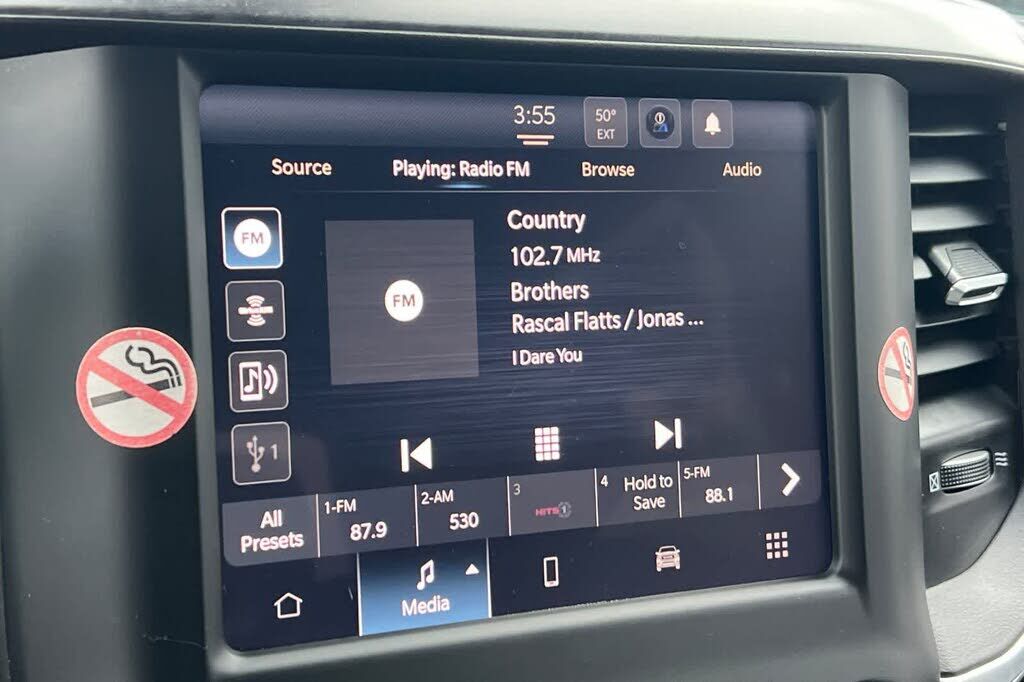 3:55
50°
EXT
Source
Playing: Radio FM
Browse
Audio
FM
FM
Country
102.7 MHz
Brothers
Rascal Flatts / Jonas ...
I Dare You
1
All
Presets
1-FM
87.9
2-AM
530
3
HITS 1
4
Hold to
Save
5-FM
88.1
Media